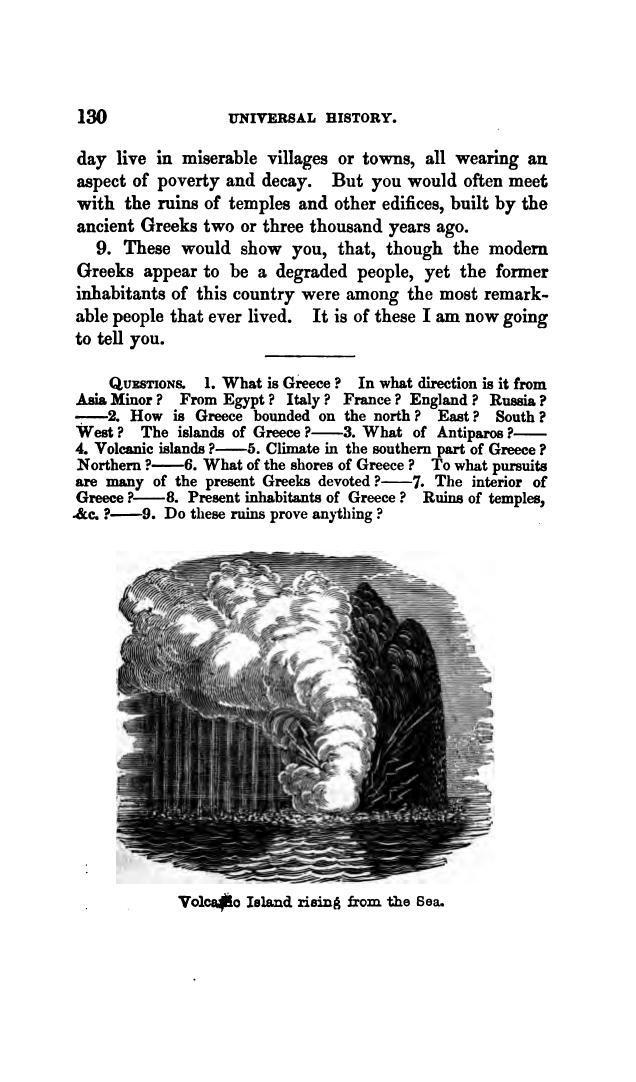 130 UNIVERSAL HISTORY.
day live in miserable villages or towns, all wearing an
aspect of poverty and decay. But you would often meet
with the ruins of temples and other edifices, built by the
ancient Greeks two or three thousand years ago.
9. These would show you, that, though the modern
Greeks appear to be a degraded people, yet the former
inhabitants of this country were among the most remark-
able people that ever lived. It is of these I am now going
to tell you.
QUESTIONS. 1. What is Greece? In what direction is it from
Asia Minor? From Egypt? Italy? France? England? Russia?
——2. How is Greece bounded on the north? East? South?
West? The islands of Greece?——3. What of Antiparos?——
4. Volcanic islands?——5. Climate in the southern part of Greece?
Northern?——6. What of the shores of Greece? To what pursuits
are many of the present Greeks devoted?——7. The interior of
Greece?——8. Present inhabitants of Greece? Ruins of temples,
&c.?——9. Do these ruins prove anything?
Volcanic Island rising from the Sea.